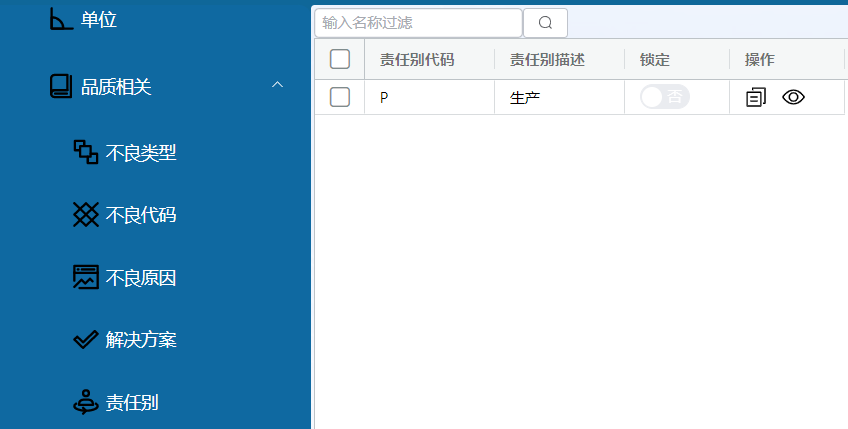 单位
品质相关
不良类型
不良代码
不良原因
解决方案
责任别
输入名称过滤
责任别代码 责任别描述 锁定 操作
P 生产 否